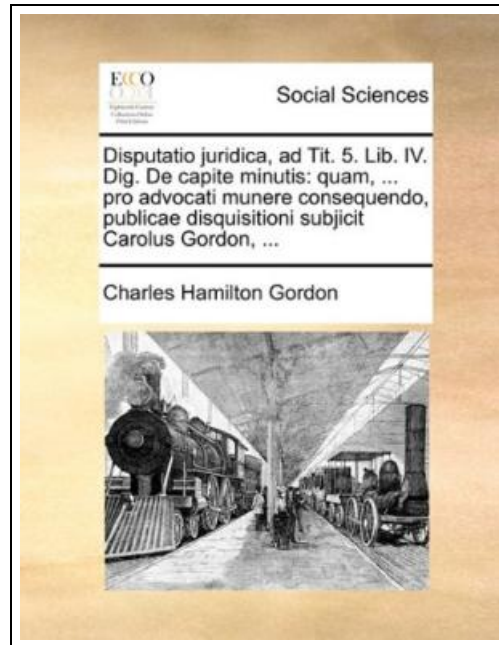 ECCO
Social Sciences
Disputatio juridica, ad Tit. 5. Lib. IV.
Dig. De capite minutis: quam, ...
pro advocati munere consequendo,
publicae disquisitioni subjicit
Carolus Gordon, ...
Charles Hamilton Gordon